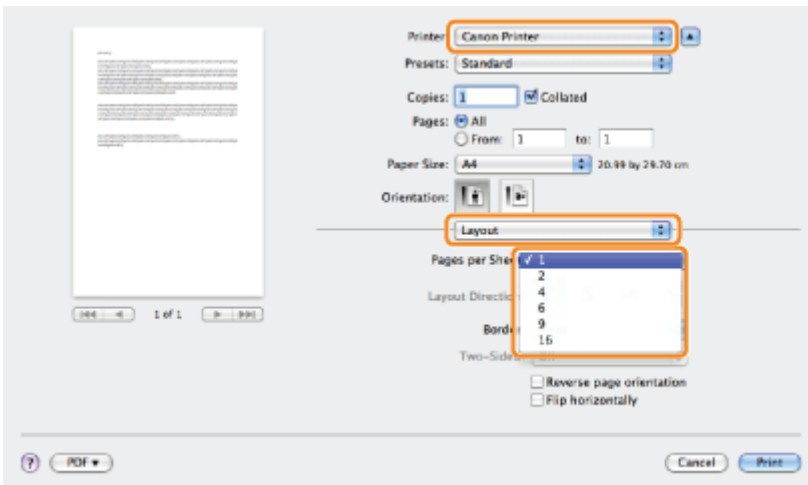 Printer: Canon Printer
Presets: Standard
Copies: 1 Collated
Pages: All
From: 1 to: 1
Paper Size: A4 20.99 by 29.70 cm
Orientation:
Layout
Pages per Shee ✓ 1
2
4
6
9
16
Layout Directio
Bord
Two-Sided
Reverse page orientation
Flip horizontally
1 of 1
? PDF Cancel Print